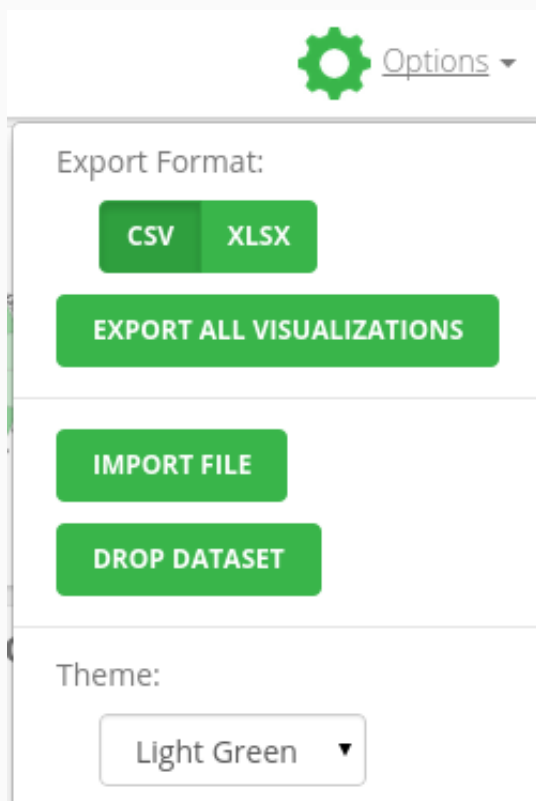 Options
Export Format:
CSV XLSX
EXPORT ALL VISUALIZATIONS
IMPORT FILE
DROP DATASET
Theme:
Light Green